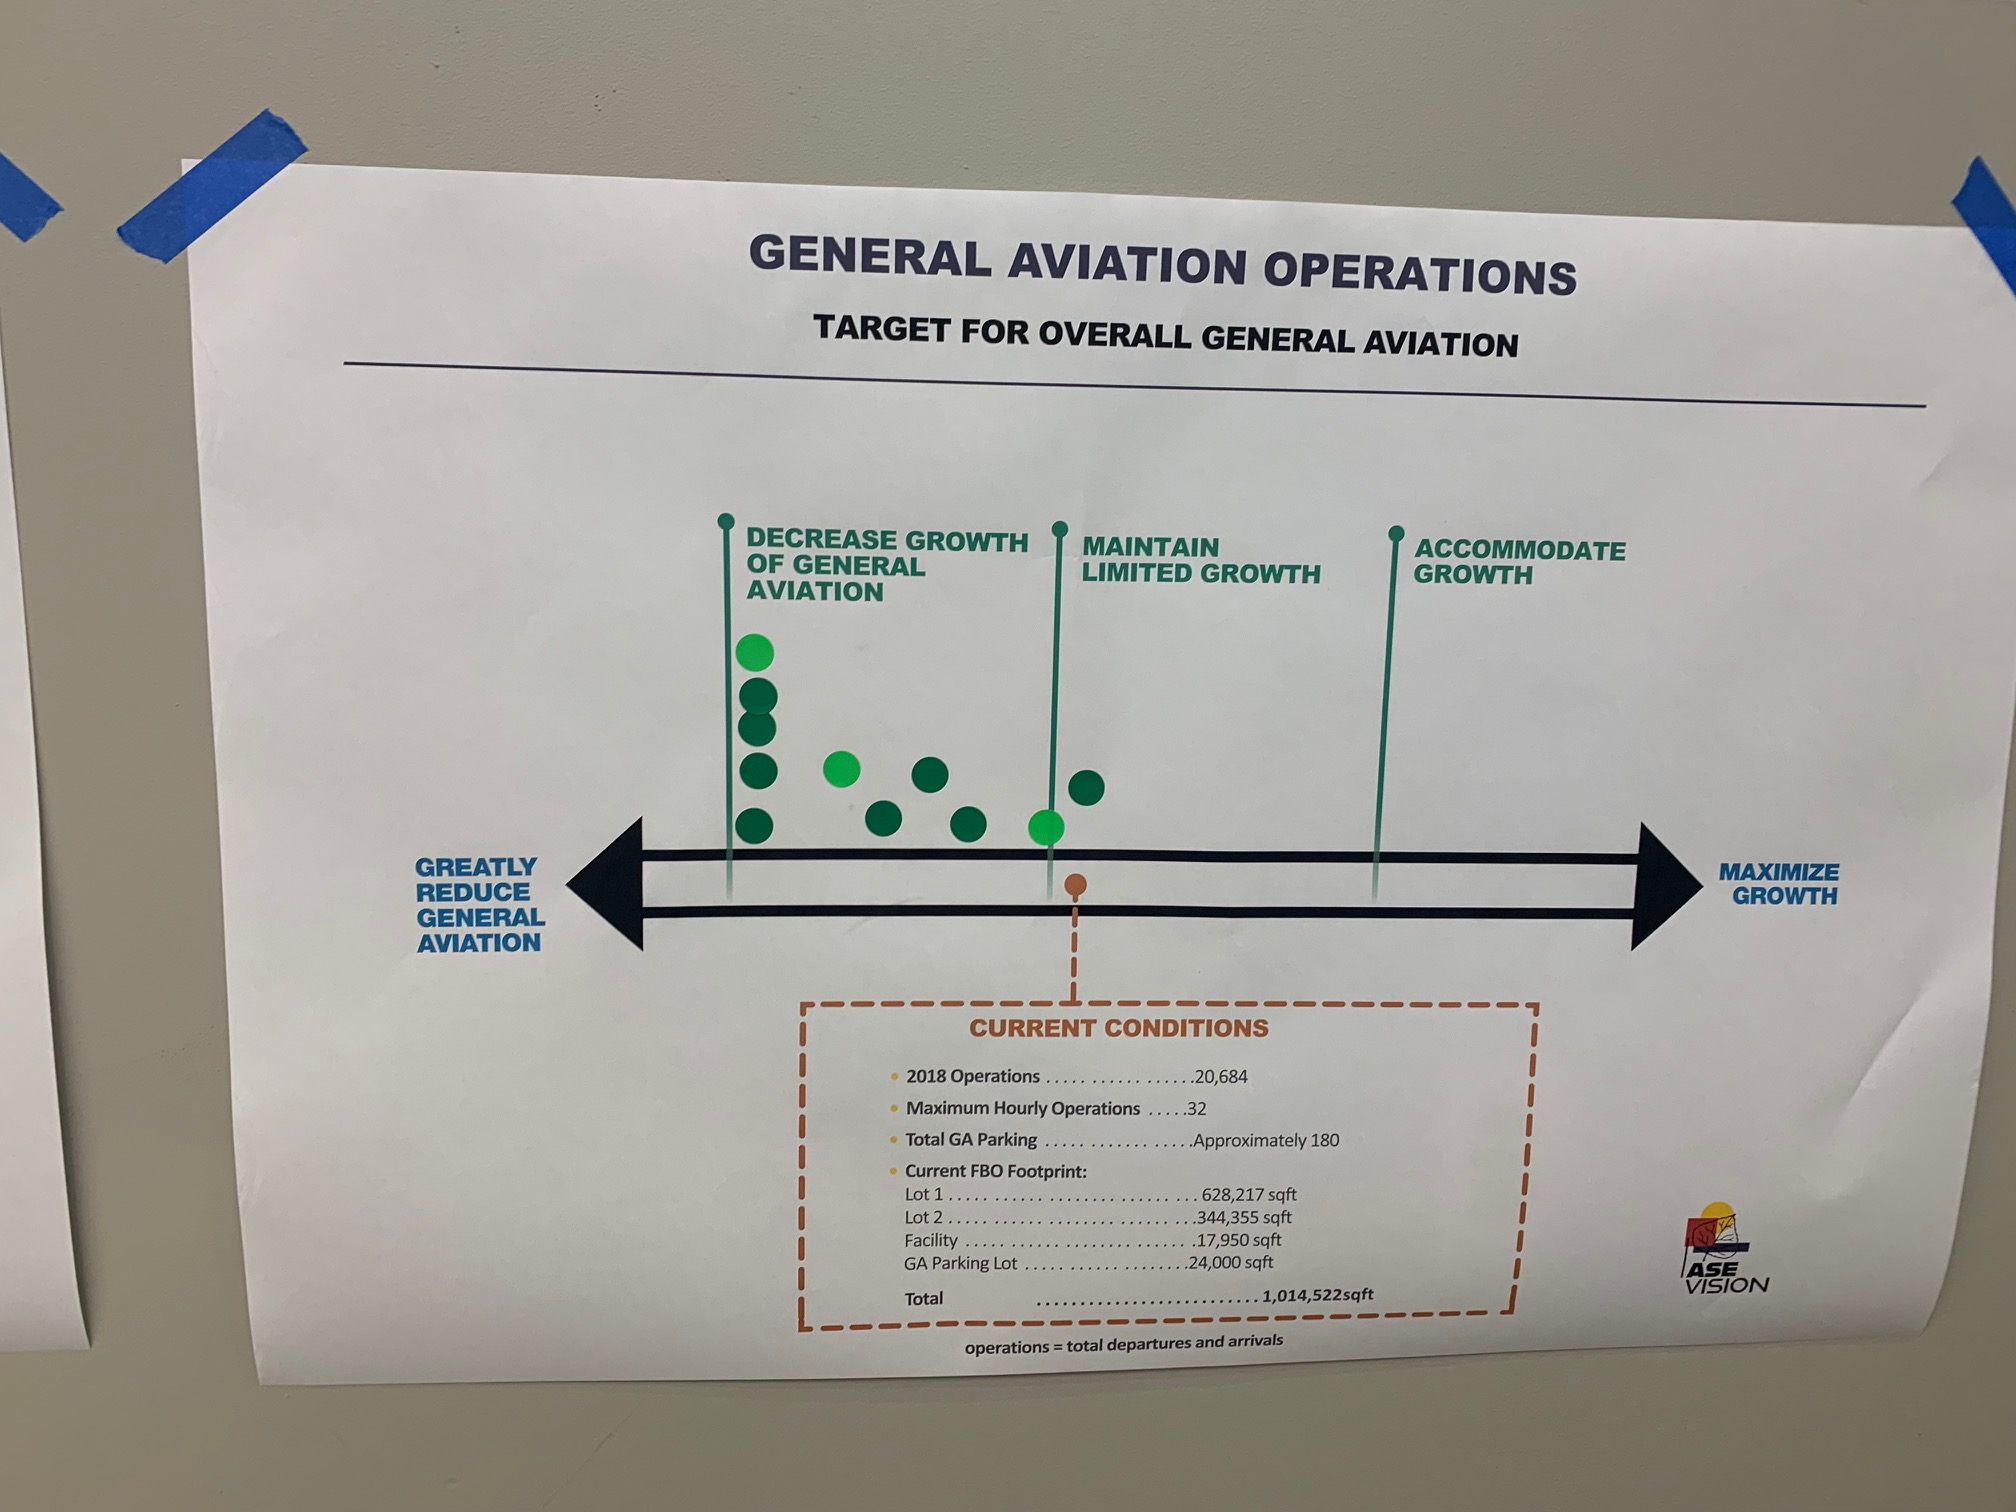 GENERAL AVIATION OPERATIONS
TARGET FOR OVERALL GENERAL AVIATION
DECREASE GROWTH
OF GENERAL
AVIATION
MAINTAIN
LIMITED GROWTH
ACCOMMODATE
GROWTH
GREATLY
REDUCE
GENERAL
AVIATION
MAXIMIZE
GROWTH
CURRENT CONDITIONS
• 2018 Operations . . . . . . . . . . . . . . . . . .20,684
• Maximum Hourly Operations . . . . .32
• Total GA Parking . . . . . . . . . . . . . . . . . .Approximately 180
• Current FBO Footprint:
Lot 1 . . . . . . . . . . . . . . . . . . . . . . . . . . . . 628,217 sqft
Lot 2 . . . . . . . . . . . . . . . . . . . . . . . . . . . .344,355 sqft
Facility . . . . . . . . . . . . . . . . . . . . . . . . . .17,950 sqft
GA Parking Lot . . . . . . . . . . . . . . . . . . .24,000 sqft
Total . . . . . . . . . . . . . . . . . . . . . . . . . . 1,014,522sqft
operations = total departures and arrivals
ASE
VISION